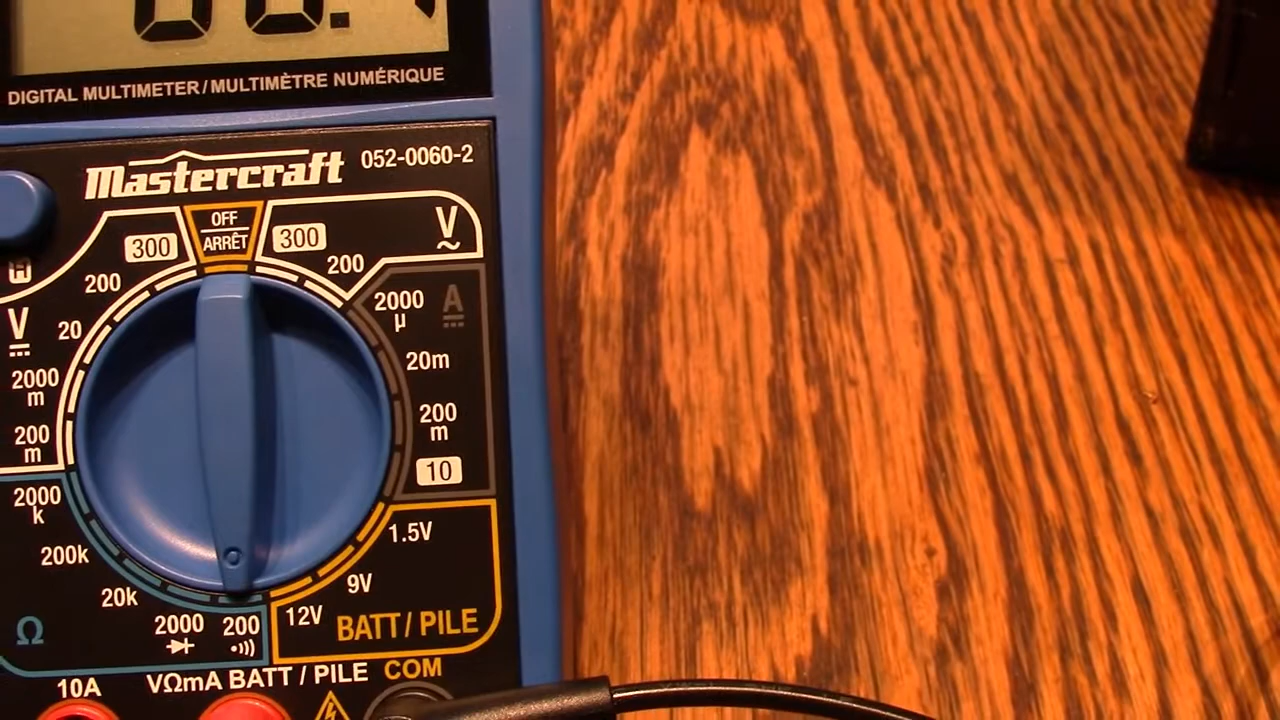 DIGITAL MULTIMETER / MULTIMÈTRE NUMÉRIQUE
Mastercraft 052-0060-2
OFF
ARRÊT
300
300
V
200
200
H
2000
µ
A
V
20
20m
2000
m
200
m
200
m
10
2000
k
1.5V
200k
9V
20k
12V
BATT / PILE
Ω
2000
200
VΩmA BATT / PILE
COM
10A